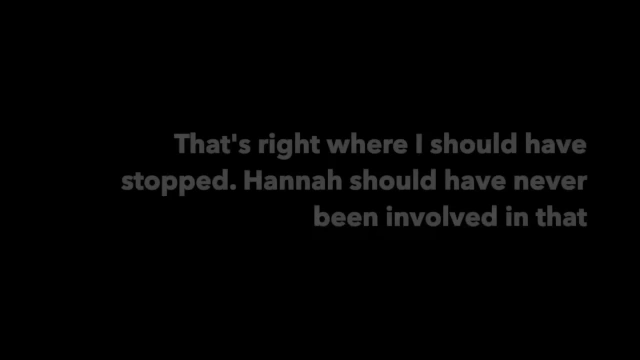 That's right where I should have
stopped. Hannah should have never
been involved in that